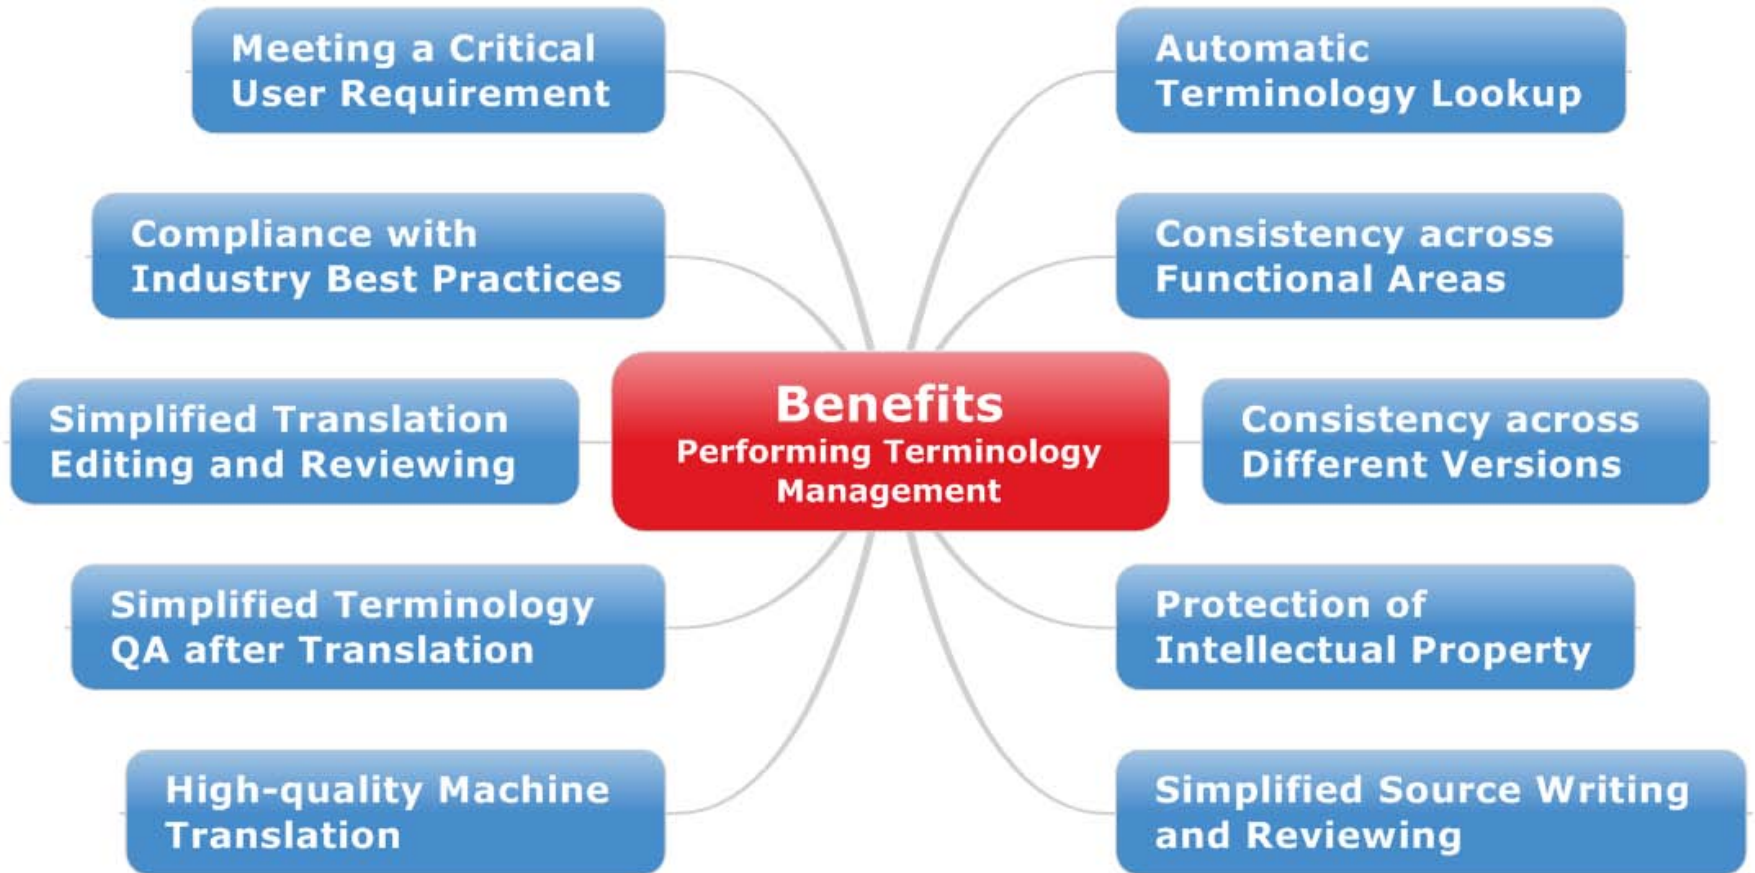 Meeting a Critical
User Requirement
Compliance with
Industry Best Practices
Simplified Translation
Editing and Reviewing
Simplified Terminology
QA after Translation
High-quality Machine
Translation
Benefits
Performing Terminology
Management
Automatic
Terminology Lookup
Consistency across
Functional Areas
Consistency across
Different Versions
Protection of
Intellectual Property
Simplified Source Writing
and Reviewing